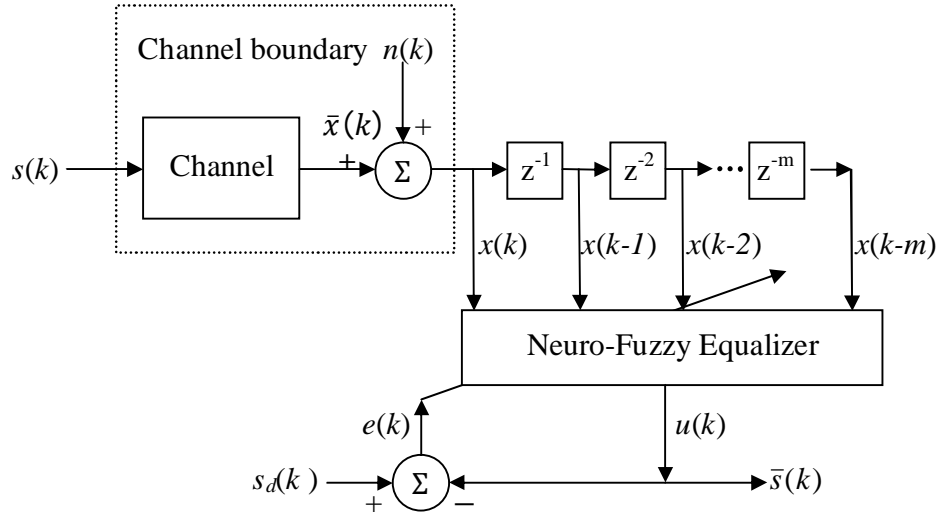 Channel boundary n(k)
x̄(k) +
+
s(k) Channel Σ z⁻¹ z⁻² ••• z⁻ᵐ
x(k) x(k-1) x(k-2) x(k-m)
Neuro-Fuzzy Equalizer
e(k) u(k)
s_d(k) Σ s̄(k)
+ −